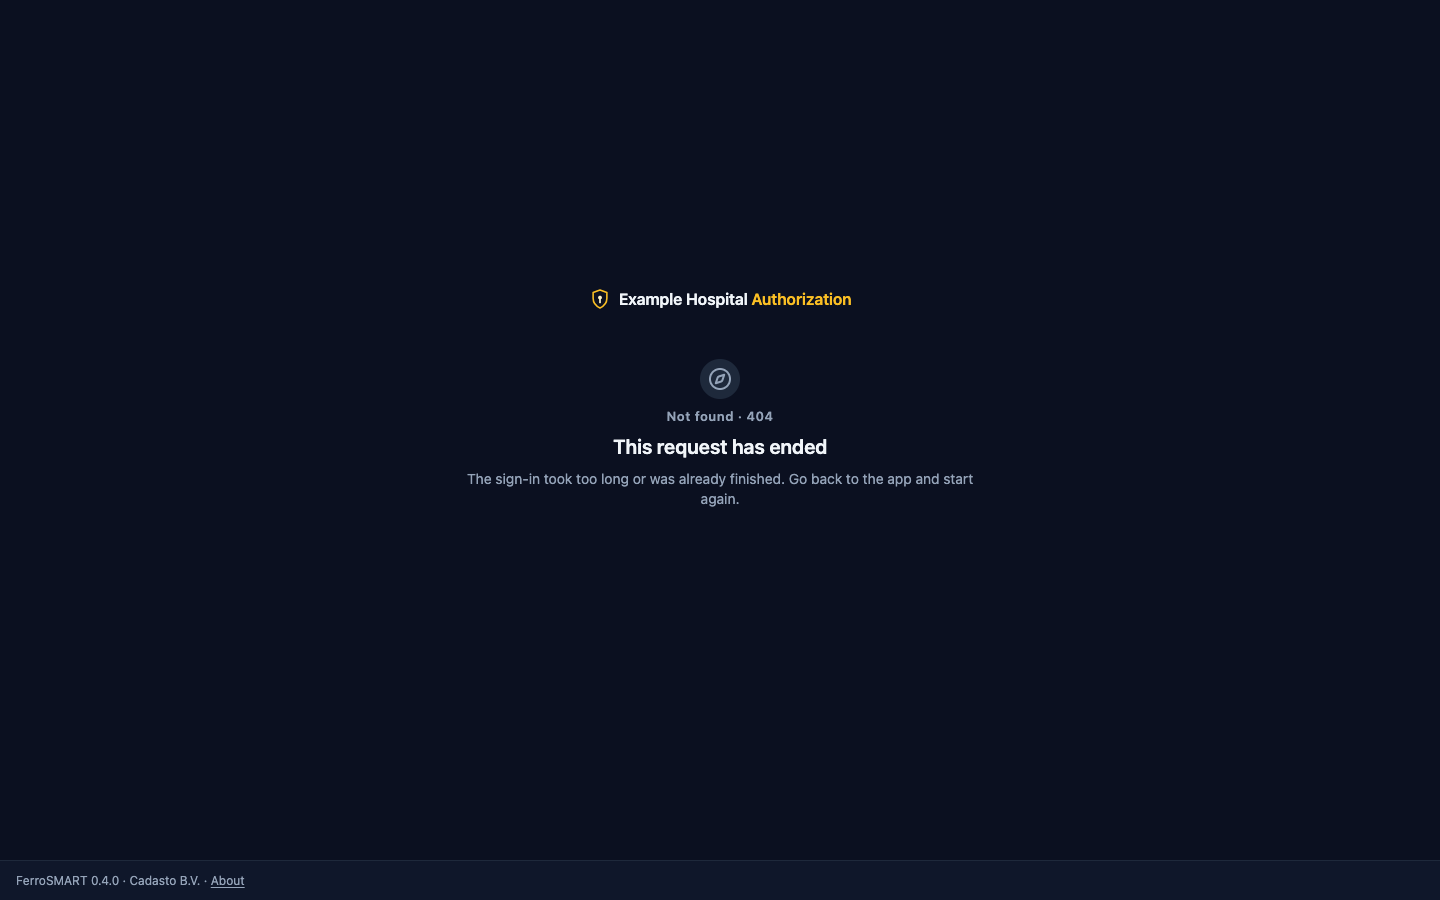 Example Hospital Authorization
Not found · 404
This request has ended
The sign-in took too long or was already finished. Go back to the app and start
again.
FerroSMART 0.4.0 · Cadasto B.V. · About